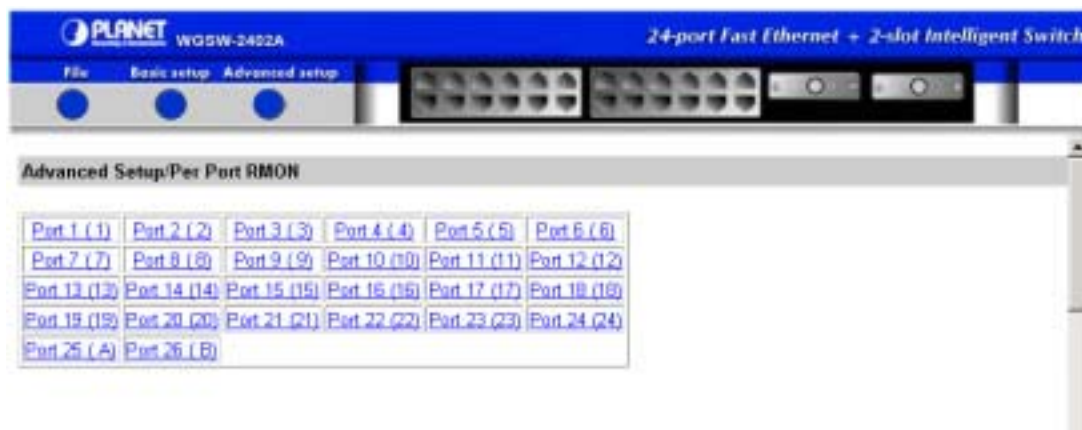 PLANET WGSW-2402A
24-port Fast Ethernet + 2-slot Intelligent Switch
File Basic setup Advanced setup
Advanced Setup/Per Port RMON
Port 1 ( 1) Port 2 ( 2) Port 3 ( 3) Port 4 ( 4) Port 5 ( 5) Port 6 ( 6)
Port 7 ( 7) Port 8 ( 8) Port 9 ( 9) Port 10 (10) Port 11 (11) Port 12 (12)
Port 13 (13) Port 14 (14) Port 15 (15) Port 16 (16) Port 17 (17) Port 18 (18)
Port 19 (19) Port 20 (20) Port 21 (21) Port 22 (22) Port 23 (23) Port 24 (24)
Port 25 ( A) Port 26 ( B)